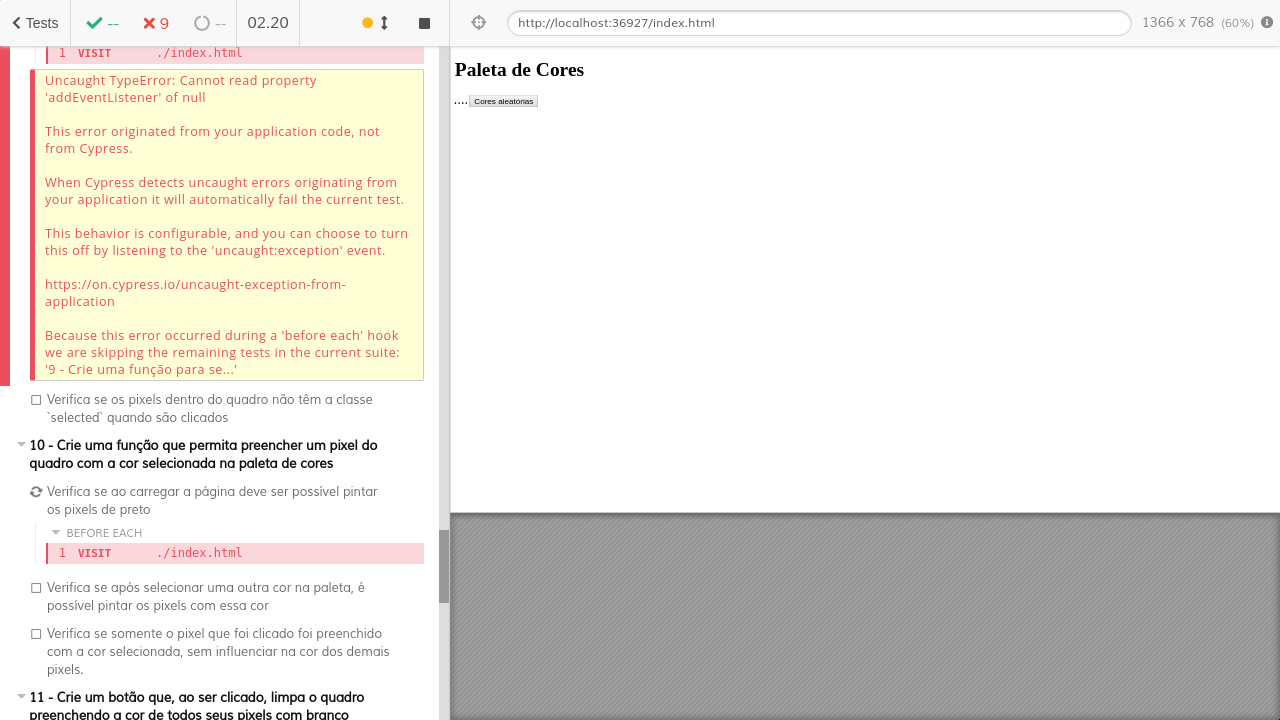 Tests
--
9
--
02.20
http://localhost:36927/index.html
1366 x 768 (60%)
1 VISIT ./index.html
Uncaught TypeError: Cannot read property
'addEventListener' of null
This error originated from your application code, not
from Cypress.
When Cypress detects uncaught errors originating from
your application it will automatically fail the current test.
This behavior is configurable, and you can choose to turn
this off by listening to the 'uncaught:exception' event.
https://on.cypress.io/uncaught-exception-from-
application
Because this error occurred during a 'before each' hook
we are skipping the remaining tests in the current suite:
'9 - Crie uma função para se...'
Verifica se os pixels dentro do quadro não têm a classe
`selected` quando são clicados
10 - Crie uma função que permita preencher um pixel do
quadro com a cor selecionada na paleta de cores
Verifica se ao carregar a página deve ser possível pintar
os pixels de preto
BEFORE EACH
1 VISIT ./index.html
Verifica se após selecionar uma outra cor na paleta, é
possível pintar os pixels com essa cor
Verifica se somente o pixel que foi clicado foi preenchido
com a cor selecionada, sem influenciar na cor dos demais
pixels.
11 - Crie um botão que, ao ser clicado, limpa o quadro
preenchendo a cor de todos seus pixels com branco
Paleta de Cores
.... Cores aleatórias